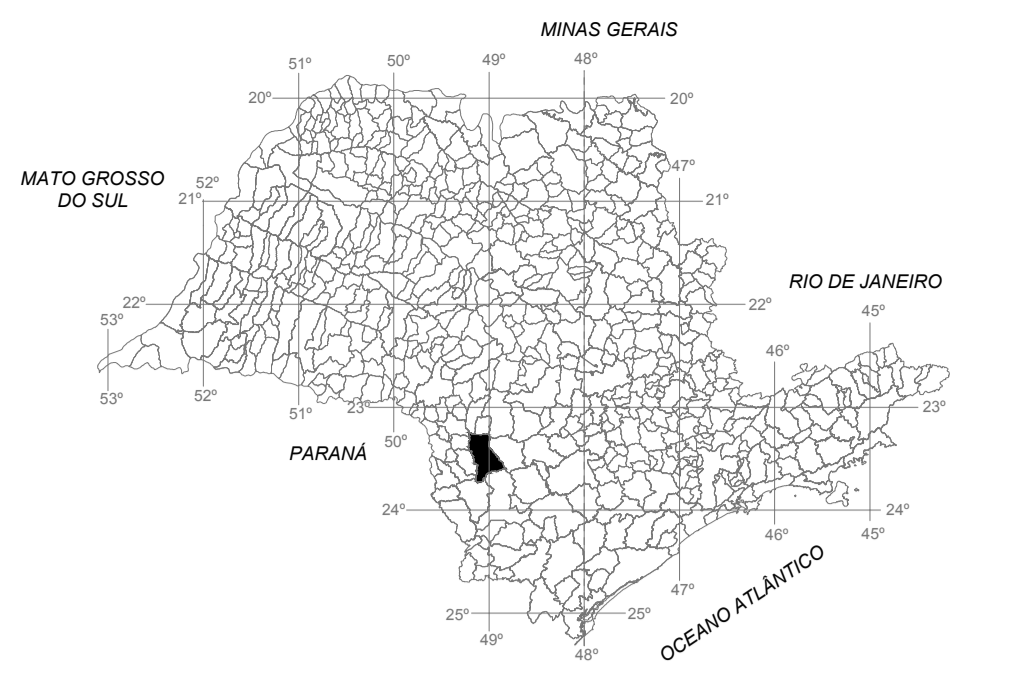 MINAS GERAIS
51º 50º 49º 48º
20º 20º
47º
MATO GROSSO
DO SUL
52º
21º 21º
RIO DE JANEIRO
22º 22º
45º
53º
46º
53º 52º 51º
23º 23º
50º
PARANÁ
24º 24º
46º 45º
47º
OCEANO ATLÂNTICO
25º 25º
49º 48º